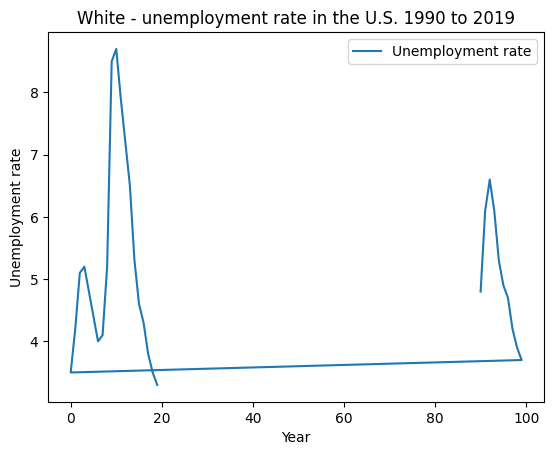 White - unemployment rate in the U.S. 1990 to 2019
Unemployment rate
8
7
6
5
4
Unemployment rate
0 20 40 60 80 100
Year